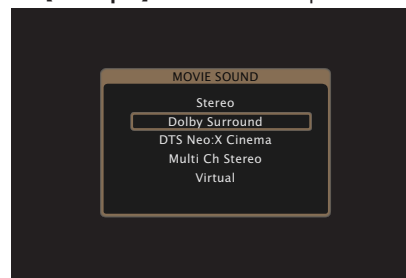 MOVIE SOUND
Stereo
Dolby Surround
DTS Neo:X Cinema
Multi Ch Stereo
Virtual